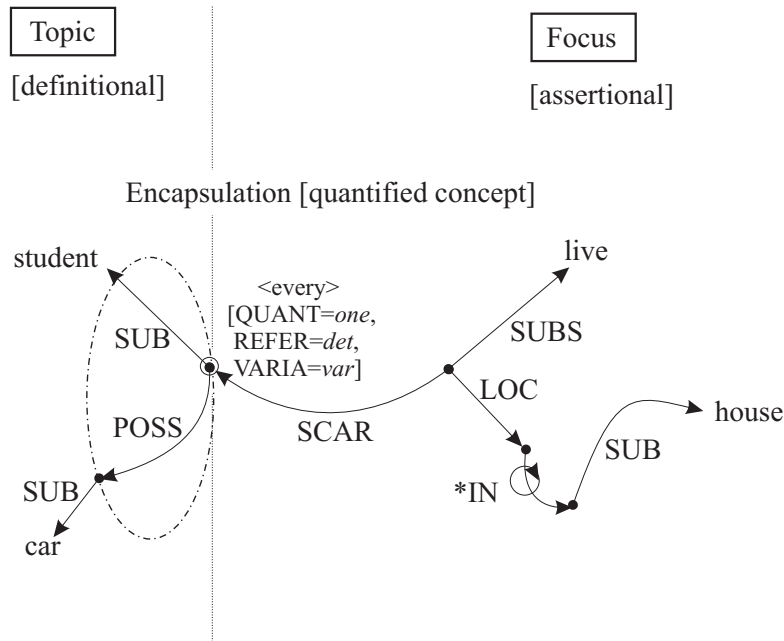 Topic
Focus
[definitional]
[assertional]
Encapsulation [quantified concept]
student
live
<every>
[QUANT=one,
REFER=det,
VARIA=var]
SUB
SUBS
LOC
POSS
SCAR
house
SUB
SUB
*IN
car